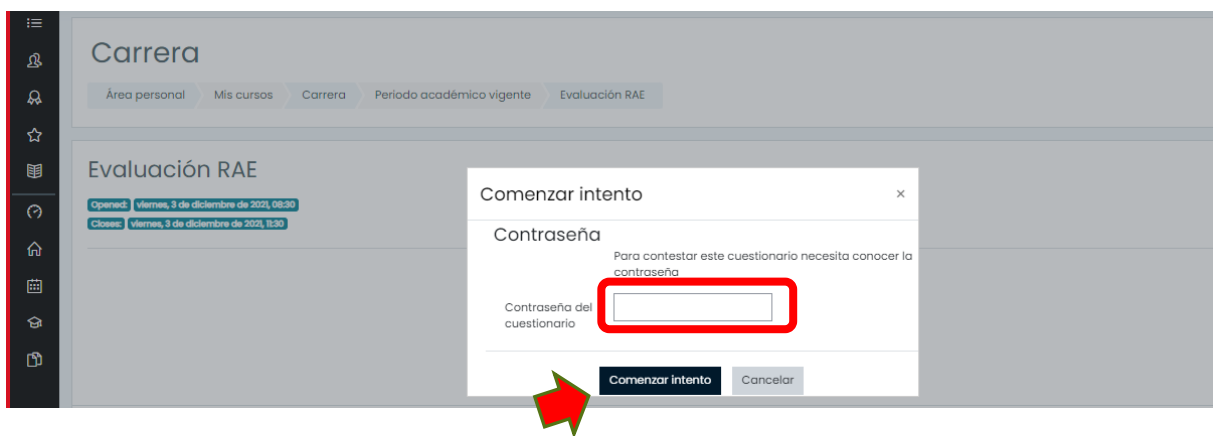 Carrera
Área personal Mis cursos Carrera Periodo académico vigente Evaluación RAE
Evaluación RAE
Opened: viernes, 3 de diciembre de 2021, 08:30
Closes: viernes, 3 de diciembre de 2021, 11:30
Comenzar intento ×
Contraseña
Para contestar este cuestionario necesita conocer la
contraseña
Contraseña del
cuestionario
Comenzar intento Cancelar